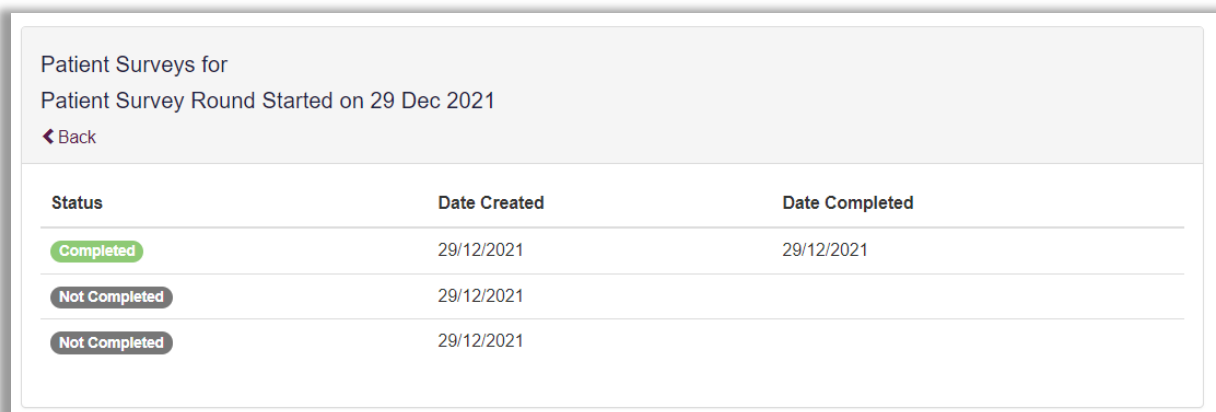 Patient Surveys for
Patient Survey Round Started on 29 Dec 2021
Back
Status Date Created Date Completed
Completed 29/12/2021 29/12/2021
Not Completed 29/12/2021
Not Completed 29/12/2021